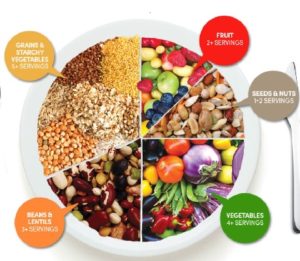 GRAINS &
STARCHY
VEGETABLES
5+ SERVINGS
FRUIT
2+ SERVINGS
SEEDS & NUTS
1-2 SERVINGS
BEANS &
LENTILS
3+ SERVINGS
VEGETABLES
4+ SERVINGS